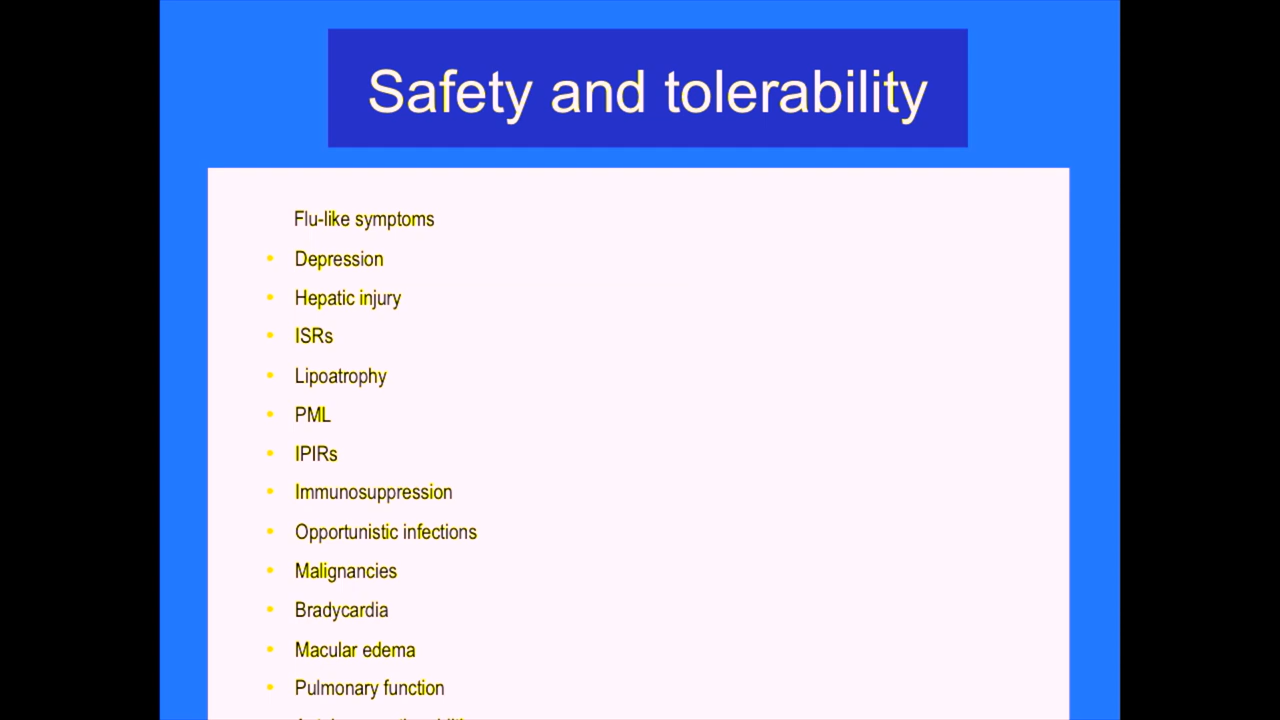 Safety and tolerability
Flu-like symptoms
• Depression
• Hepatic injury
• ISRs
• Lipoatrophy
• PML
• IPIRs
• Immunosuppression
• Opportunistic infections
• Malignancies
• Bradycardia
• Macular edema
• Pulmonary function